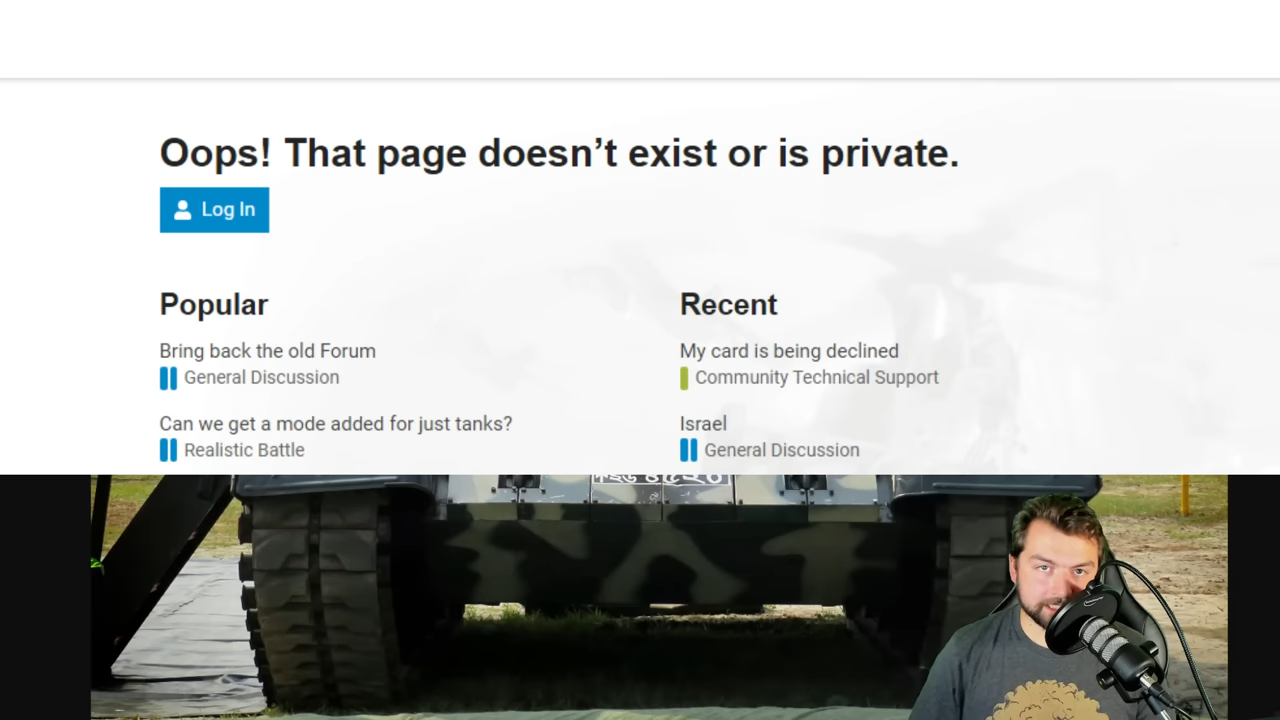 Oops! That page doesn’t exist or is private.
Log In
Popular
Recent
Bring back the old Forum
My card is being declined
General Discussion
Community Technical Support
Can we get a mode added for just tanks?
Israel
Realistic Battle
General Discussion